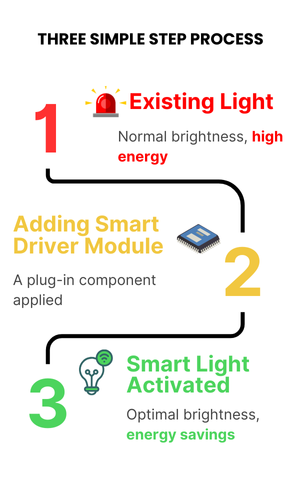 THREE SIMPLE STEP PROCESS
1
Existing Light
Normal brightness, high
energy
Adding Smart
Driver Module
2
A plug-in component
applied
3
Smart Light
Activated
Optimal brightness,
energy savings